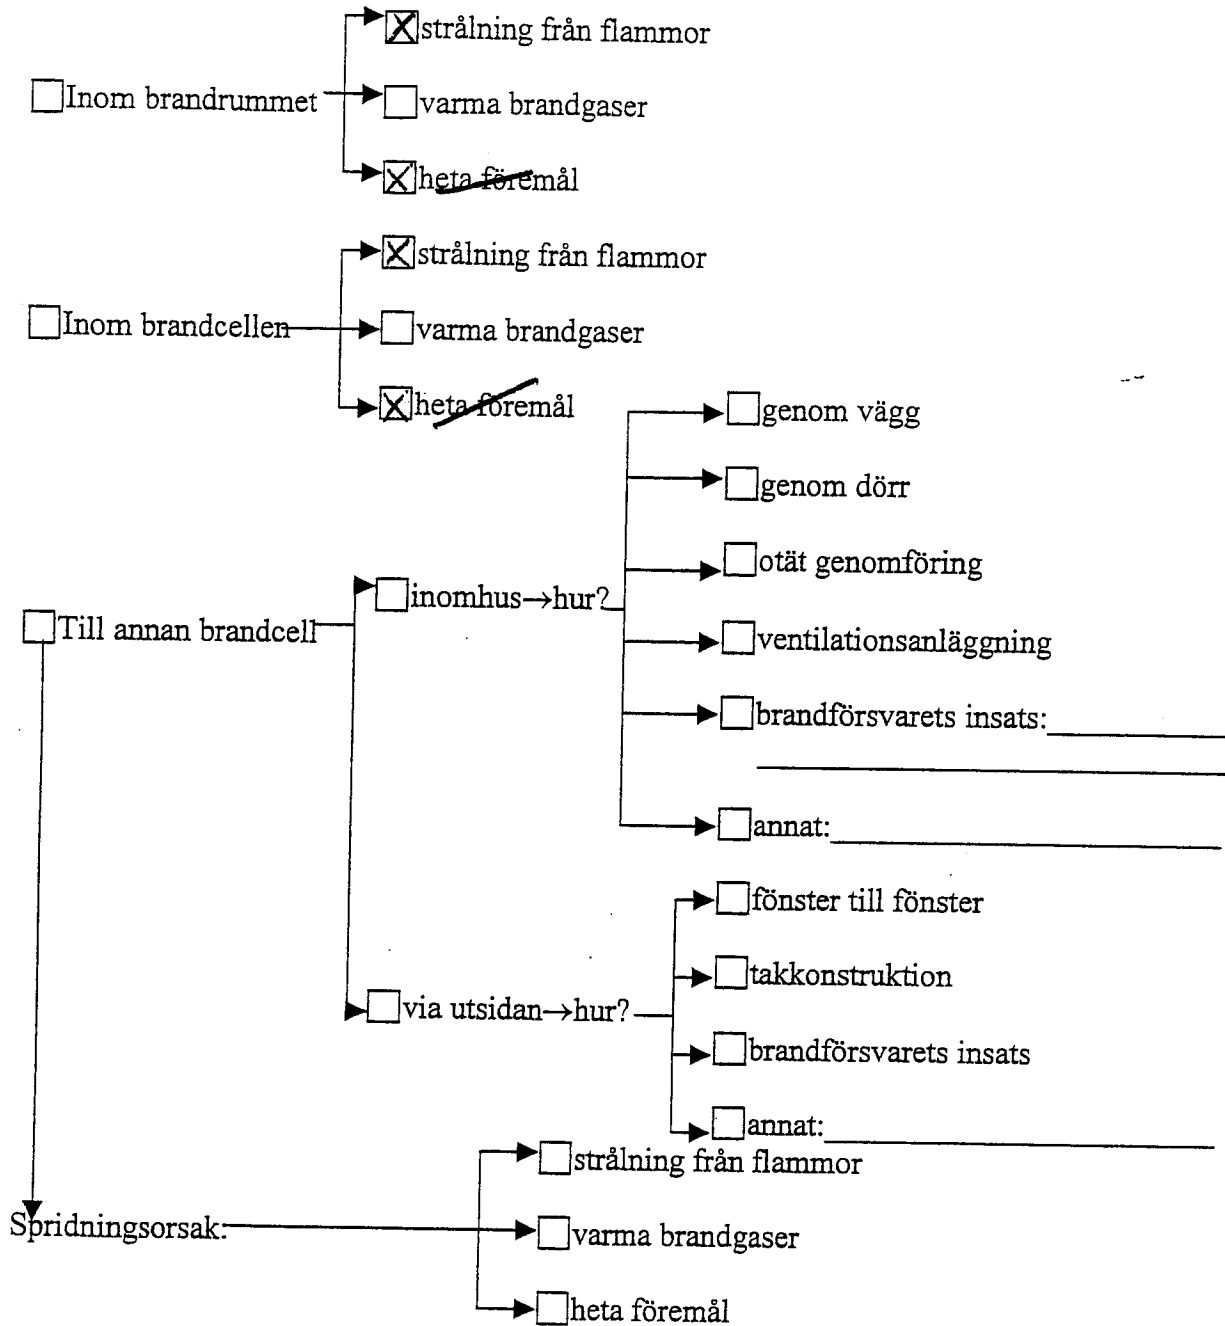 strålning från flammor
Inom brandrummet
varma brandgaser
heta föremål
strålning från flammor
Inom brandcellen
varma brandgaser
heta föremål
genom vägg
genom dörr
otät genomföring
inomhus→hur?
Till annan brandcell
ventilationsanläggning
brandförsvarets insats:
annat:
fönster till fönster
takkonstruktion
via utsidan→hur?
brandförsvarets insats
annat:
strålning från flammor
Spridningsorsak:
varma brandgaser
heta föremål